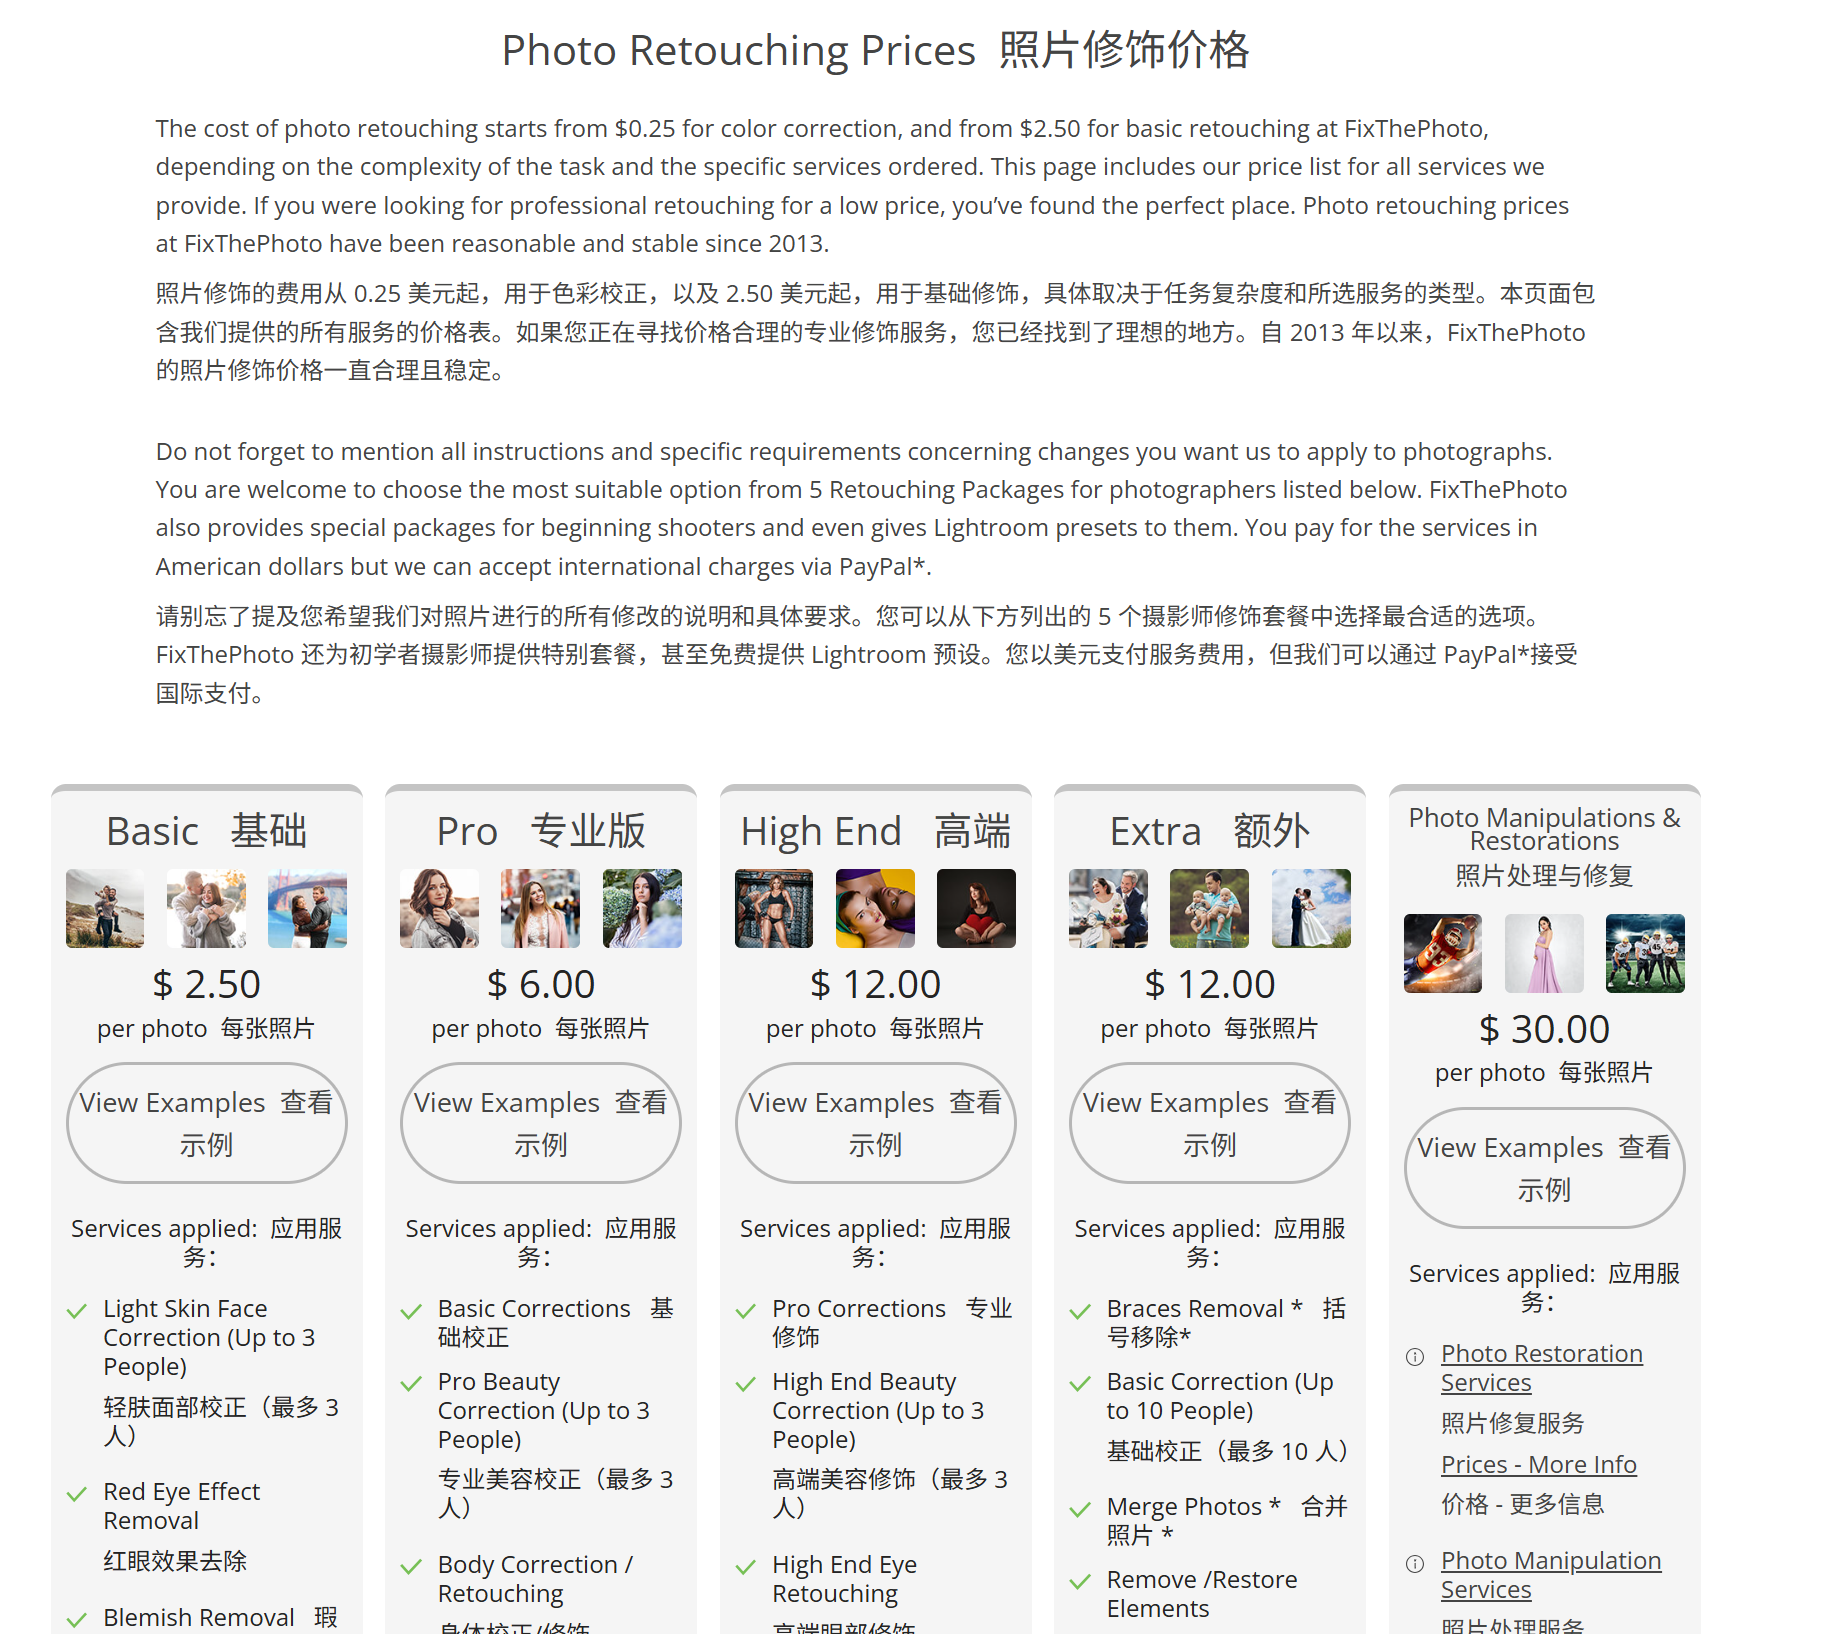 Photo Retouching Prices 照片修饰价格
The cost of photo retouching starts from $0.25 for color correction, and from $2.50 for basic retouching at FixThePhoto,
depending on the complexity of the task and the specific services ordered. This page includes our price list for all services we
provide. If you were looking for professional retouching for a low price, you’ve found the perfect place. Photo retouching prices
at FixThePhoto have been reasonable and stable since 2013.
照片修饰的费用从 0.25 美元起，用于色彩校正，以及 2.50 美元起，用于基础修饰，具体取决于任务复杂度和所选服务的类型。本页面包
含我们提供的所有服务的价格表。如果您正在寻找价格合理的专业修饰服务，您已经找到了理想的地方。自 2013 年以来，FixThePhoto
的照片修饰价格一直合理且稳定。
Do not forget to mention all instructions and specific requirements concerning changes you want us to apply to photographs.
You are welcome to choose the most suitable option from 5 Retouching Packages for photographers listed below. FixThePhoto
also provides special packages for beginning shooters and even gives Lightroom presets to them. You pay for the services in
American dollars but we can accept international charges via PayPal*.
请别忘了提及您希望我们对照片进行的所有修改的说明和具体要求。您可以从下方列出的 5 个摄影师修饰套餐中选择最合适的选项。
FixThePhoto 还为初学者摄影师提供特别套餐，甚至免费提供 Lightroom 预设。您以美元支付服务费用，但我们可以通过 PayPal*接受
国际支付。
Basic 基础
$ 2.50
per photo 每张照片
View Examples 查看
示例
Services applied: 应用服
务：
Light Skin Face
Correction (Up to 3
People)
轻肤面部校正（最多 3
人）
Red Eye Effect
Removal
红眼效果去除
Blemish Removal 瑕
Pro 专业版
$ 6.00
per photo 每张照片
View Examples 查看
示例
Services applied: 应用服
务：
Basic Corrections 基
础校正
Pro Beauty
Correction (Up to 3
People)
专业美容校正（最多 3
人）
Body Correction /
Retouching
身体校正/修饰
High End 高端
$ 12.00
per photo 每张照片
View Examples 查看
示例
Services applied: 应用服
务：
Pro Corrections 专业
修饰
High End Beauty
Correction (Up to 3
People)
高端美容修饰（最多 3
人）
High End Eye
Retouching
高端眼部修饰
Extra 额外
$ 12.00
per photo 每张照片
View Examples 查看
示例
Services applied: 应用服
务：
Braces Removal * 括
号移除*
Basic Correction (Up
to 10 People)
基础校正（最多 10 人）
Merge Photos * 合并
照片 *
Remove /Restore
Elements
Photo Manipulations &
Restorations
照片处理与修复
$ 30.00
per photo 每张照片
View Examples 查看
示例
Services applied: 应用服
务：
Photo Restoration
Services
照片修复服务
Prices - More Info
价格 - 更多信息
Photo Manipulation
Services
照片处理服务